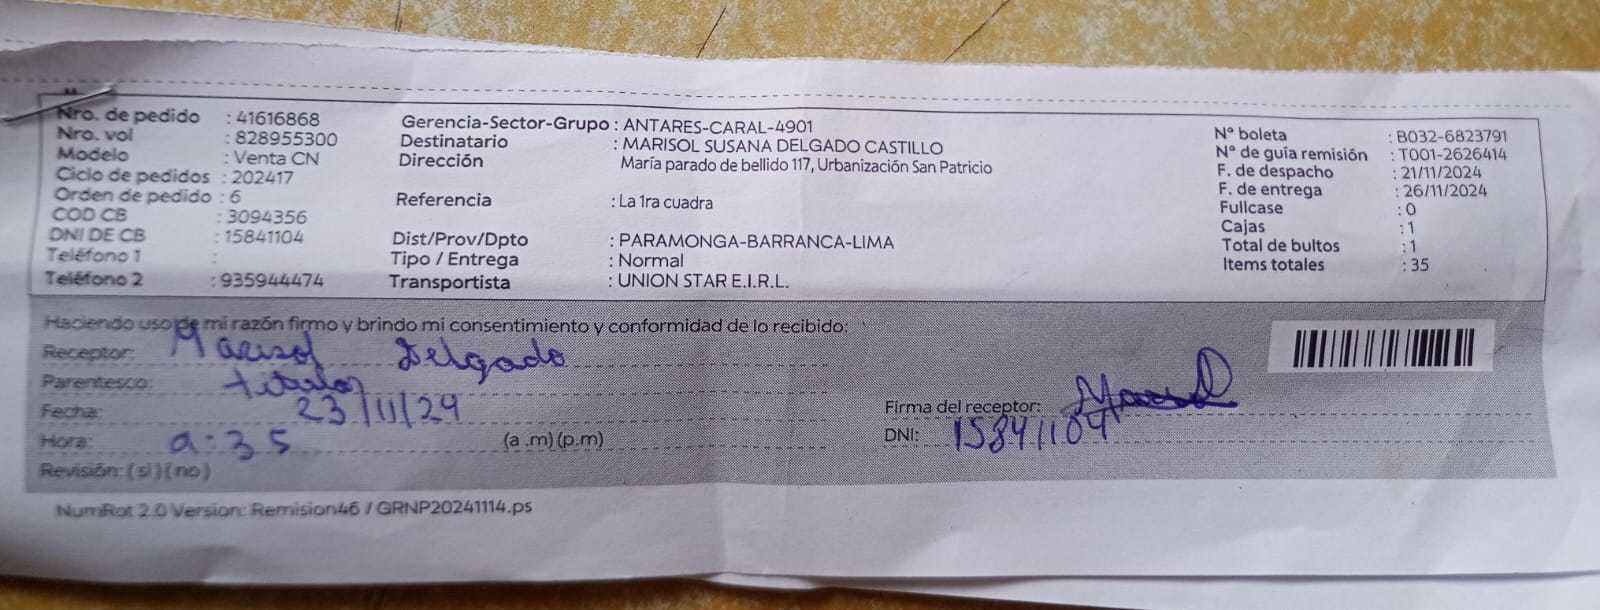 Nro. de pedido : 41616868
Nro. vol : 828955300
Modelo : Venta CN
Ciclo de pedidos : 202417
Orden de pedido : 6
COD CB : 3094356
DNI DE CB : 15841104
Teléfono 1 :
Teléfono 2 : 935944474
Gerencia-Sector-Grupo : ANTARES-CARAL-4901
Destinatario : MARISOL SUSANA DELGADO CASTILLO
Dirección María parado de bellido 117, Urbanización San Patricio
Referencia : La 1ra cuadra
Dist/Prov/Dpto : PARAMONGA-BARRANCA-LIMA
Tipo / Entrega : Normal
Transportista : UNION STAR E.I.R.L.
N° boleta : B032-6823791
N° de guía remisión : T001-2626414
F. de despacho : 21/11/2024
F. de entrega : 26/11/2024
Fullcase : 0
Cajas : 1
Total de bultos : 1
Items totales : 35
Haciendo uso de mi razón firmo y brindo mi consentimiento y conformidad de lo recibido:
Receptor: Marisol Delgado
Parentesco: titular
Fecha: 23/11/24
Hora: a:35 (a .m) (p.m)
Revisión: ( si ) ( no )
Firma del receptor:
DNI: 15841104
NumRot 2.0 Version: Remision46 / GRNP20241114.ps